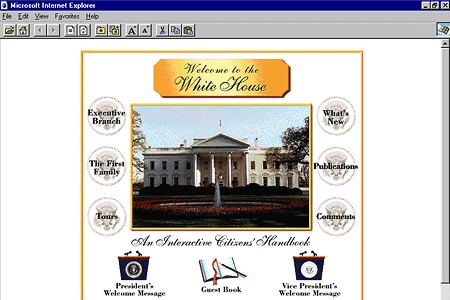 Microsoft Internet Explorer
File Edit View Favorites Help
Welcome to the
White House
Executive
Branch
What's
New
The First
Family
Publications
Tours
Comments
An Interactive Citizens' Handbook
President's
Welcome Message
Guest Book
Vice President's
Welcome Message